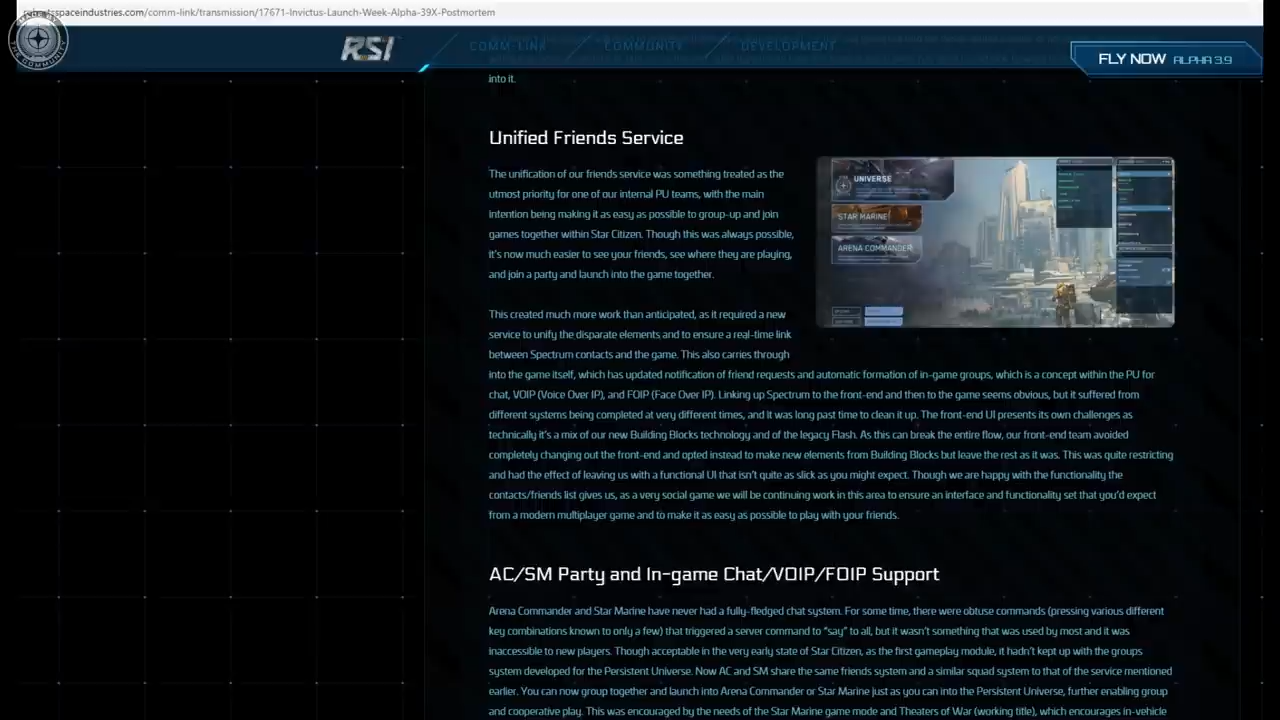 spaceindustries.com/comm-link/transmission/17671-Invictus-Launch-Week-Alpha-39X-Postmortem
RSI
COMM-LINK
COMMUNITY
DEVELOPMENT
FLY NOW ALPHA 3.9
into it.
Unified Friends Service
The unification of our friends service was something treated as the
utmost priority for one of our internal PU teams, with the main
intention being making it as easy as possible to group-up and join
games together within Star Citizen. Though this was always possible,
it's now much easier to see your friends, see where they are playing,
and join a party and launch into the game together.
UNIVERSE
STAR MARINE
ARENA COMMANDER
This created much more work than anticipated, as it required a new
service to unify the disparate elements and to ensure a real-time link
between Spectrum contacts and the game. This also carries through
into the game itself, which has updated notification of friend requests and automatic formation of in-game groups, which is a concept within the PU for
chat, VOIP (Voice Over IP), and FOIP (Face Over IP). Linking up Spectrum to the front-end and then to the game seems obvious, but it suffered from
different systems being completed at very different times, and it was long past time to clean it up. The front-end UI presents its own challenges as
technically it's a mix of our new Building Blocks technology and of the legacy Flash. As this can break the entire flow, our front-end team avoided
completely changing out the front-end and opted instead to make new elements from Building Blocks but leave the rest as it was. This was quite restricting
and had the effect of leaving us with a functional UI that isn't quite as slick as you might expect. Though we are happy with the functionality the
contacts/friends list gives us, as a very social game we will be continuing work in this area to ensure an interface and functionality set that you'd expect
from a modern multiplayer game and to make it as easy as possible to play with your friends.
AC/SM Party and In-game Chat/VOIP/FOIP Support
Arena Commander and Star Marine have never had a fully-fledged chat system. For some time, there were obtuse commands (pressing various different
key combinations known to only a few) that triggered a server command to "say" to all, but it wasn't something that was used by most and it was
inaccessible to new players. Though acceptable in the very early state of Star Citizen, as the first gameplay module, it hadn't kept up with the groups
system developed for the Persistent Universe. Now AC and SM share the same friends system and a similar squad system to that of the service mentioned
earlier. You can now group together and launch into Arena Commander or Star Marine just as you can into the Persistent Universe, further enabling group
and cooperative play. This was encouraged by the needs of the Star Marine game mode and Theaters of War (working title), which encourages in-vehicle